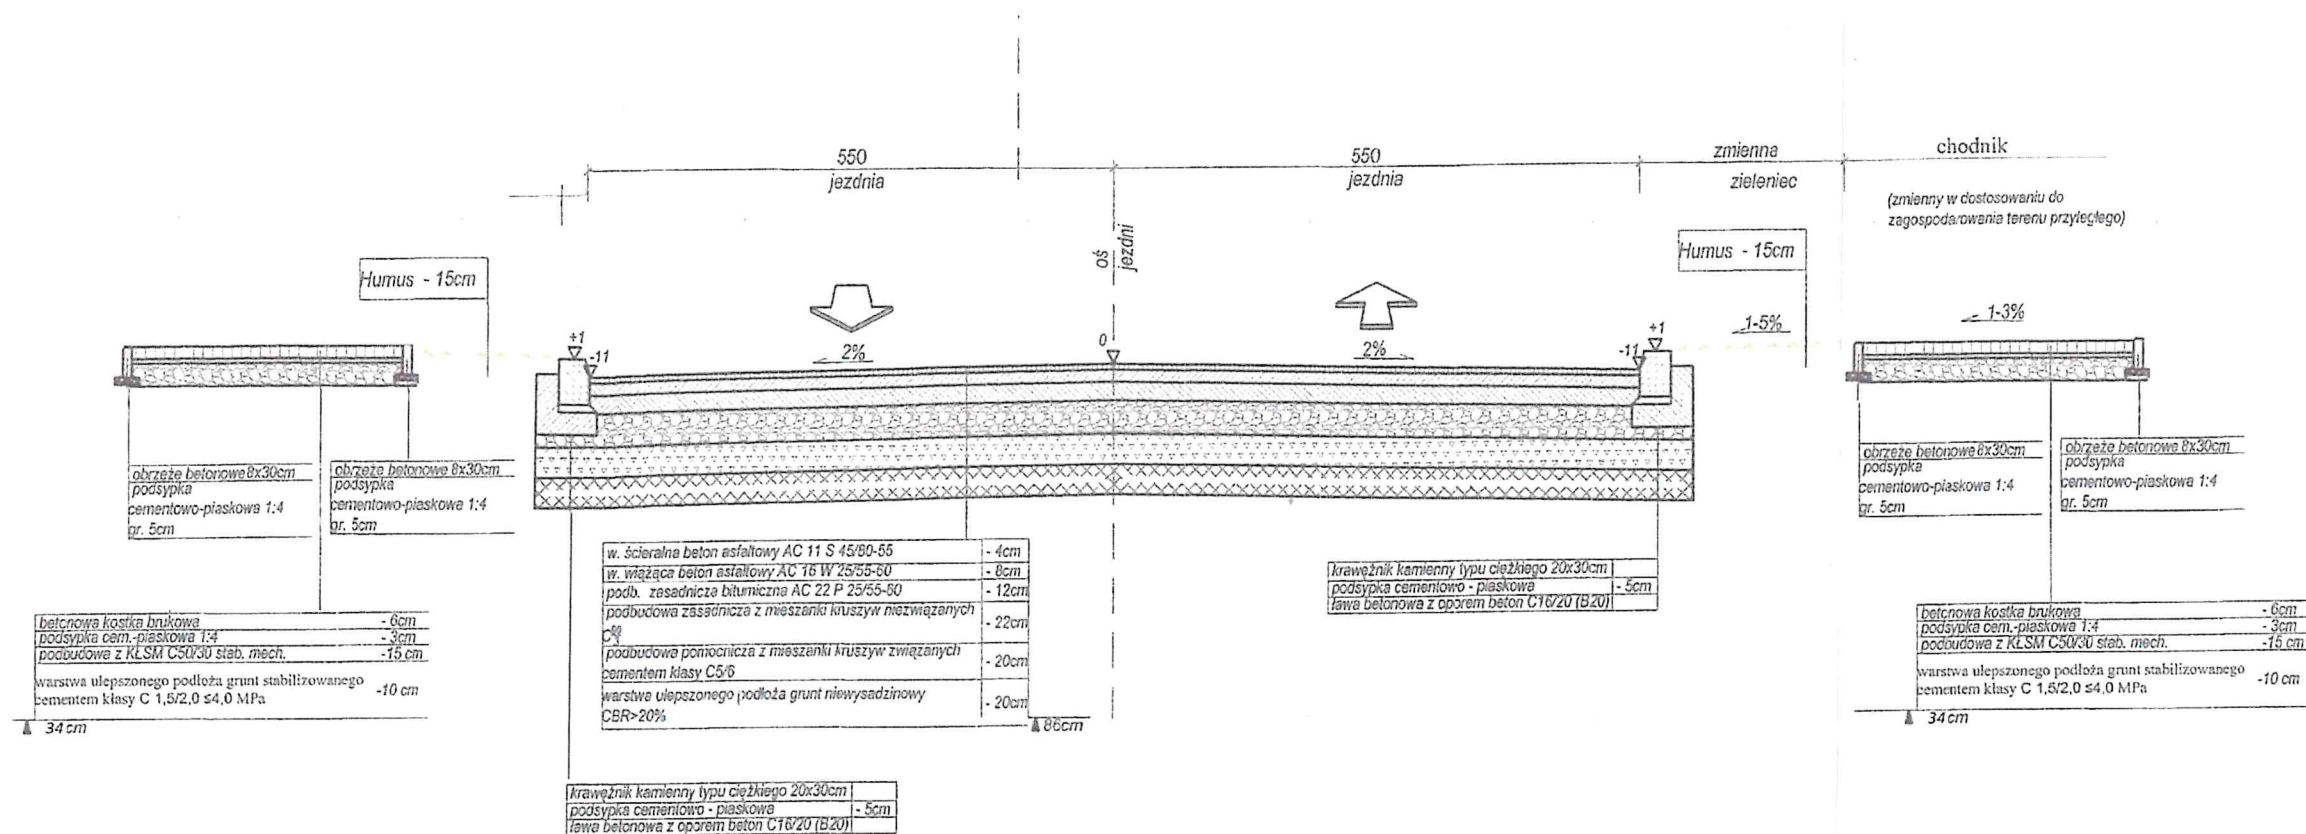 550
550
zmienna
chodnik
jezdnia
jezdnia
zieleniec
(zmienny w dostosowaniu do
zagospodarowania terenu przyległego)
oś
jezdni
Humus - 15cm
Humus - 15cm
+1
-11
2%
0
2%
-11
+1
1-5%
1-3%
obrzeże betonowe 8x30cm
podsypka
cementowo-piaskowa 1:4
gr. 5cm
obrzeże betonowe 8x30cm
podsypka
cementowo-piaskowa 1:4
gr. 5cm
obrzeże betonowe 8x30cm
podsypka
cementowo-piaskowa 1:4
gr. 5cm
obrzeże betonowe 8x30cm
podsypka
cementowo-piaskowa 1:4
gr. 5cm
w. ścieralna beton asfaltowy AC 11 S 45/80-55 - 4cm
w. wiążąca beton asfaltowy AC 16 W 25/55-60 - 8cm
podb. zasadnicza bitumiczna AC 22 P 25/55-60 - 12cm
podbudowa zasadnicza z mieszanki kruszyw niezwiązanych
- 22cm
podbudowa pomocnicza z mieszanki kruszyw związanych
cementem klasy C5/6 - 20cm
warstwa ulepszonego podłoża grunt niewysadzinowy
CBR>20% - 20cm
86cm
krawężnik kamienny typu ciężkiego 20x30cm
podsypka cementowo - piaskowa - 5cm
ława betonowa z oporem beton C16/20 (B20)
betonowa kostka brukowa - 6cm
podsypka cem.-piaskowa 1:4 - 3cm
podbudowa z KŁSM C50/30 stab. mech. -15 cm
warstwa ulepszonego podłoża grunt stabilizowanego
cementem klasy C 1,5/2,0 ≤4,0 MPa -10 cm
34cm
betonowa kostka brukowa - 6cm
podsypka cem.-piaskowa 1:4 - 3cm
podbudowa z KŁSM C50/30 stab. mech. -15 cm
warstwa ulepszonego podłoża grunt stabilizowanego
cementem klasy C 1,5/2,0 ≤4,0 MPa -10 cm
34cm
krawężnik kamienny typu ciężkiego 20x30cm
podsypka cementowo - piaskowa - 5cm
ława betonowa z oporem beton C16/20 (B20)